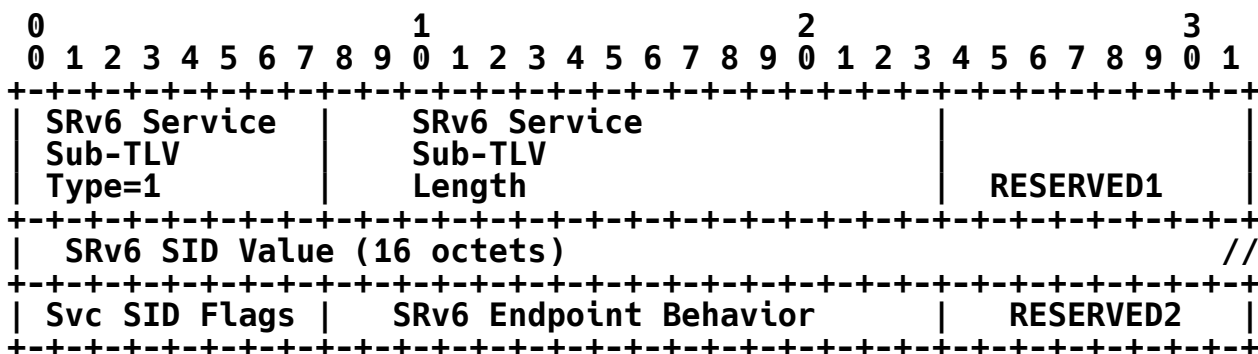 0                   1                   2                   3
 0 1 2 3 4 5 6 7 8 9 0 1 2 3 4 5 6 7 8 9 0 1 2 3 4 5 6 7 8 9 0 1
+-+-+-+-+-+-+-+-+-+-+-+-+-+-+-+-+-+-+-+-+-+-+-+-+-+-+-+-+-+-+-+-+
| SRv6 Service  |    SRv6 Service               |               |
| Sub-TLV       |    Sub-TLV                    |               |
| Type=1        |    Length                     |  RESERVED1    |
+-+-+-+-+-+-+-+-+-+-+-+-+-+-+-+-+-+-+-+-+-+-+-+-+-+-+-+-+-+-+-+-+
|  SRv6 SID Value (16 octets)                                  //
+-+-+-+-+-+-+-+-+-+-+-+-+-+-+-+-+-+-+-+-+-+-+-+-+-+-+-+-+-+-+-+-+
| Svc SID Flags |   SRv6 Endpoint Behavior      |   RESERVED2   |
+-+-+-+-+-+-+-+-+-+-+-+-+-+-+-+-+-+-+-+-+-+-+-+-+-+-+-+-+-+-+-+-+